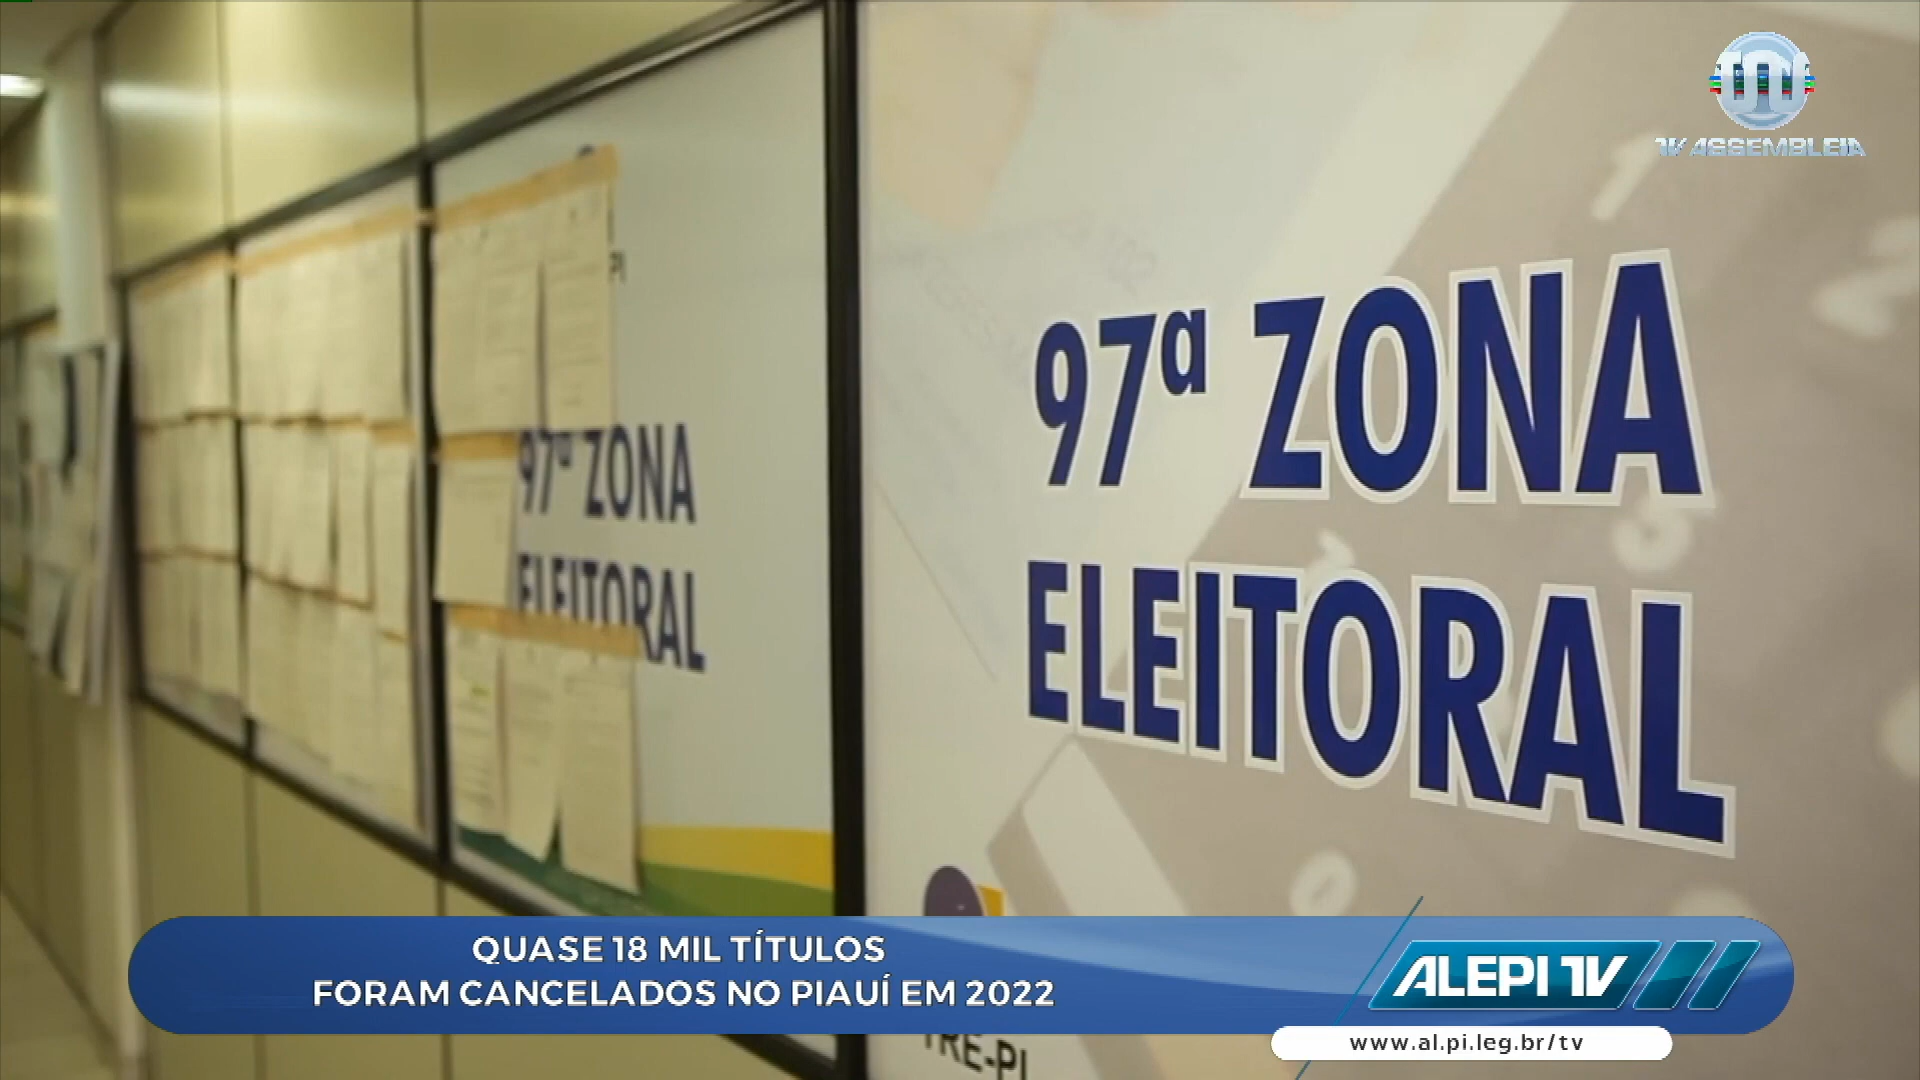 TV ASSEMBLEIA
97ª ZONA
ELEITORAL
PI
97ª ZONA
ELEITORAL
QUASE 18 MIL TÍTULOS
FORAM CANCELADOS NO PIAUÍ EM 2022
ALEPI TV
www.al.pi.leg.br/tv
TRE-PI